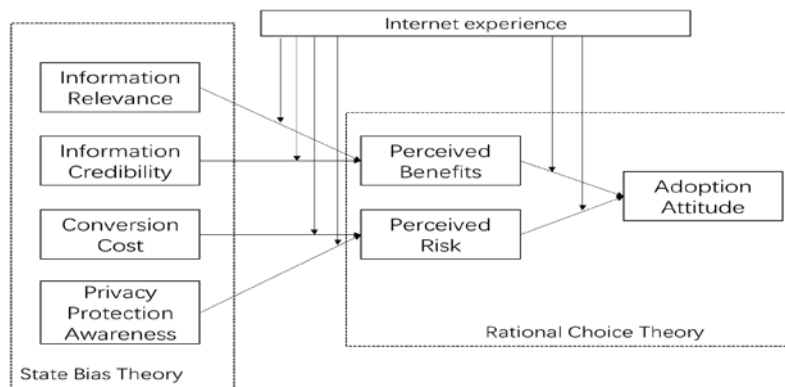 Internet experience
Information
Relevance
Information
Credibility
Conversion
Cost
Privacy
Protection
Awareness
State Bias Theory
Perceived
Benefits
Perceived
Risk
Adoption
Attitude
Rational Choice Theory